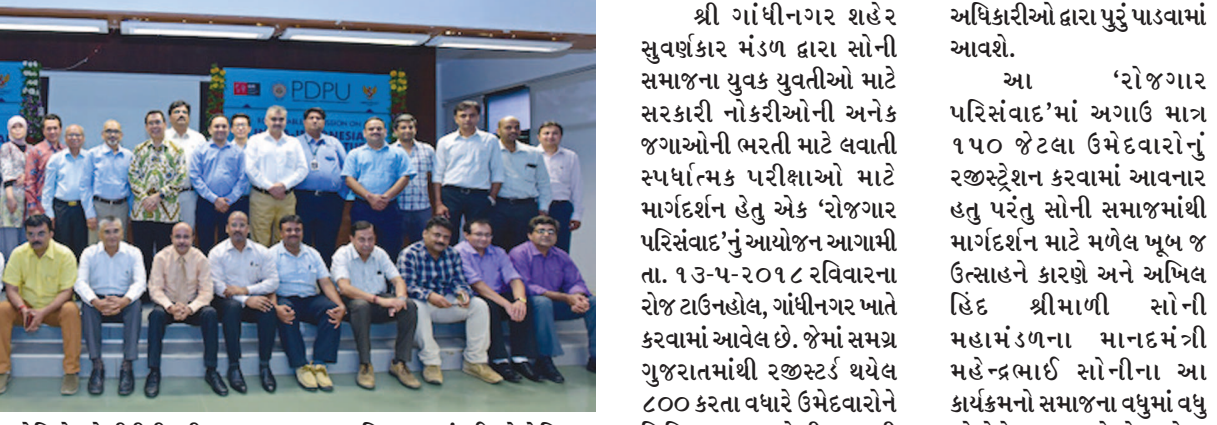 PDPU
શ્રી ગાંધીનગર શહેર
સુવર્ણકાર મંડળ દ્વારા સોની
સમાજના યુવક યુવતીઓ માટે
સરકારી નોકરીઓની અનેક
જગાઓની ભરતી માટે લવાતી
સ્પર્ધાત્મક પરીક્ષાઓ માટે
માર્ગદર્શન હેતુ એક ‘રોજગાર
પરિસંવાદ’નું આયોજન આગામી
તા. ૧૩-૫-૨૦૧૮ રવિવારના
રોજ ટાઉનહોલ, ગાંધીનગર ખાતે
કરવામાં આવેલ છે. જેમાં સમગ્ર
ગુજરાતમાંથી રજીસ્ટર્ડ થયેલ
૮૦૦ કરતા વધારે ઉમેદવારોને
અધિકારીઓ દ્વારા પુરું પાડવામાં
આવશે.
આ ‘રોજગાર
પરિસંવાદ’માં અગાઉ માત્ર
૧૫૦ જેટલા ઉમેદવારોનું
રજીસ્ટ્રેશન કરવામાં આવનાર
હતુ પરંતુ સોની સમાજમાંથી
માર્ગદર્શન માટે મળેલ ખૂબ જ
ઉત્સાહને કારણે અને અખિલ
હિંદ શ્રીમાળી સોની
મહામંડળના માનદમંત્રી
મહેન્દ્રભાઈ સોનીના આ
કાર્યક્રમનો સમાજના વધુમાં વધુ